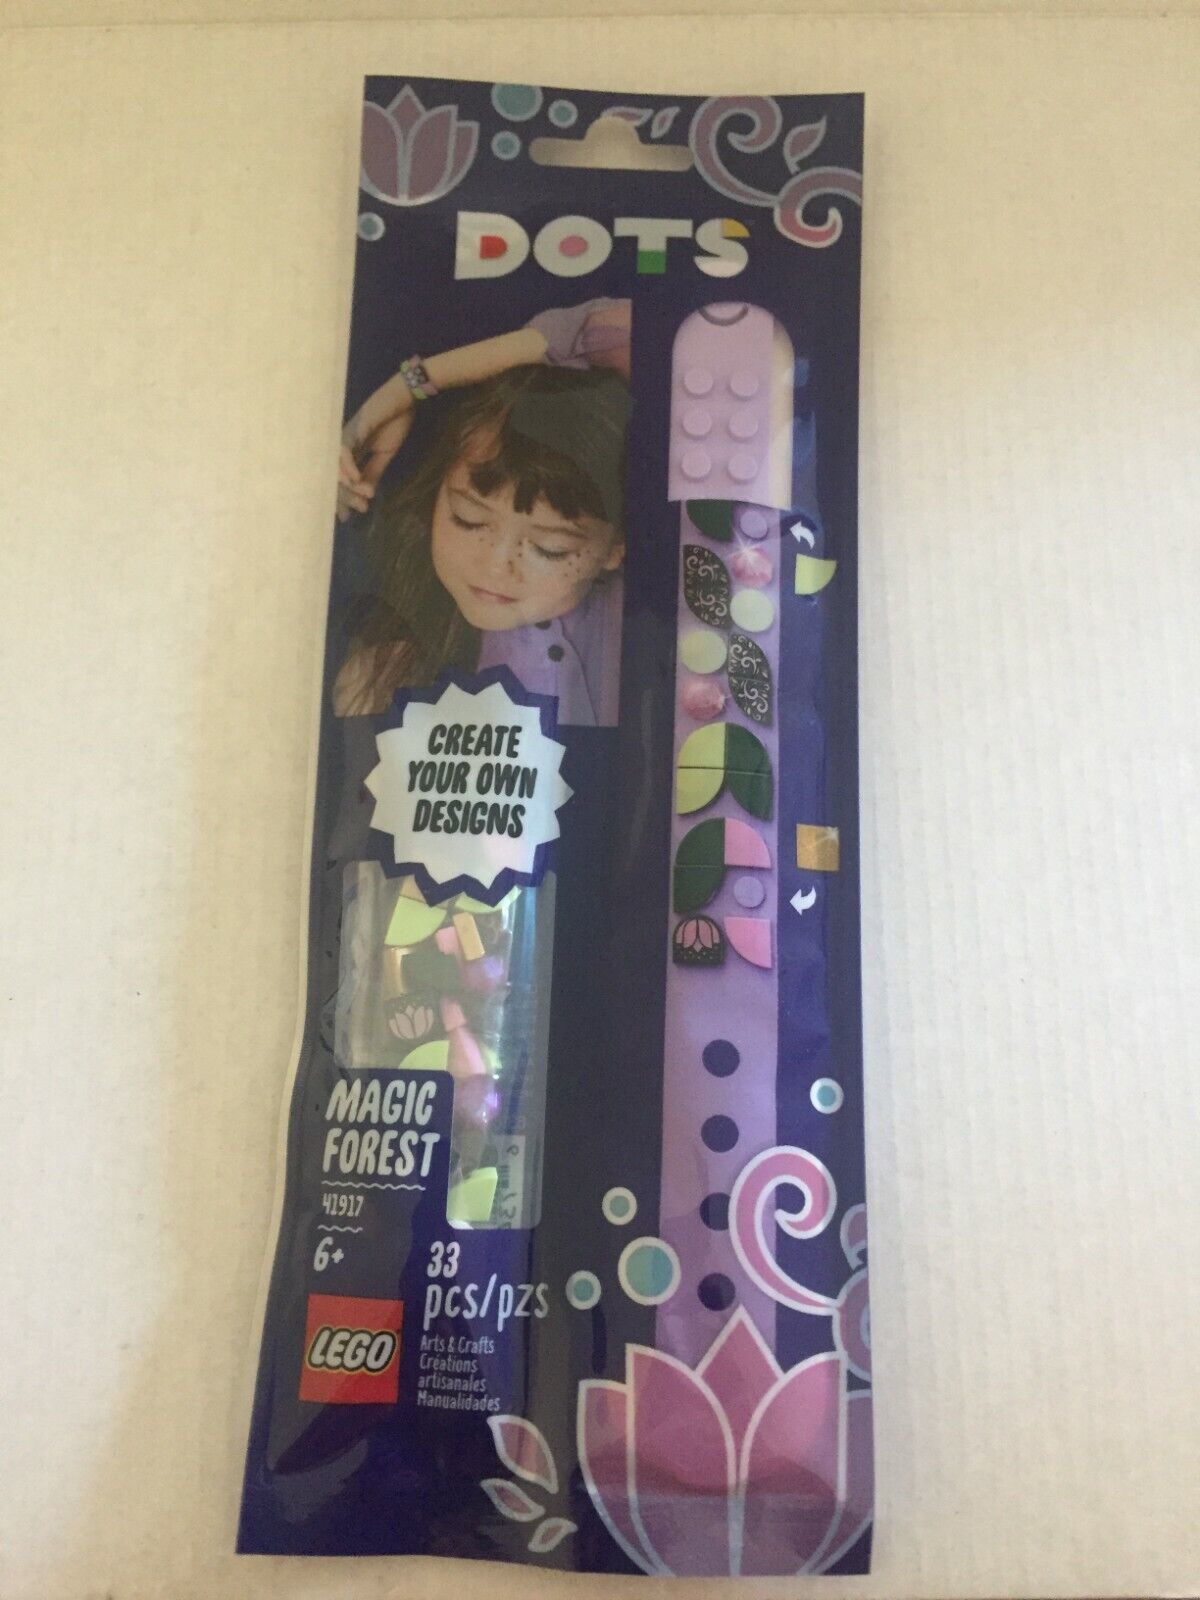 DOTS
CREATE
YOUR OWN
DESIGNS
MAGIC
FOREST
41917
6+
33
pcs/pzs
LEGO
Arts & Crafts
Créations
artisanales
Manualidades